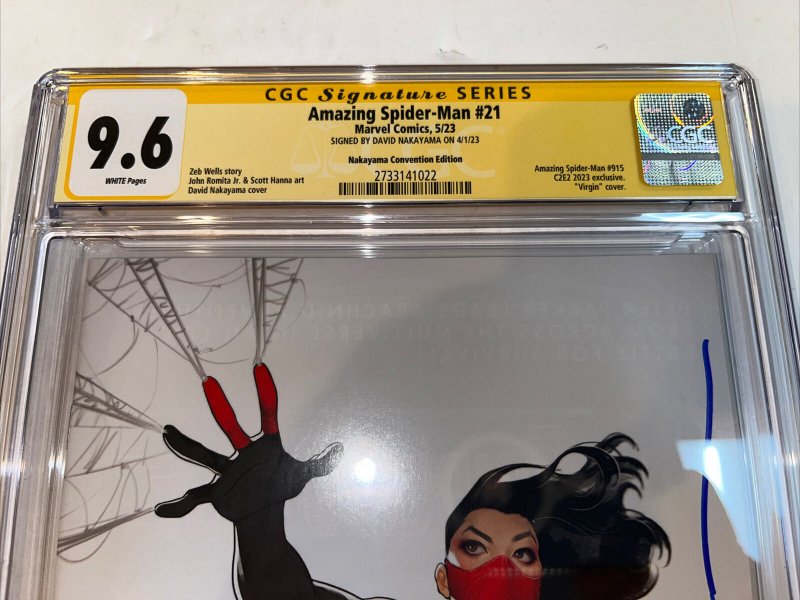 CGC Signature SERIES
9.6
WHITE Pages
Amazing Spider-Man #21
Marvel Comics, 5/23
SIGNED BY DAVID NAKAYAMA ON 4/1/23
Nakayama Convention Edition
Zeb Wells story
John Romita Jr. & Scott Hanna art
David Nakayama cover
2733141022
Amazing Spider-Man #915
C2E2 2023 exclusive.
"Virgin" cover.
CGC